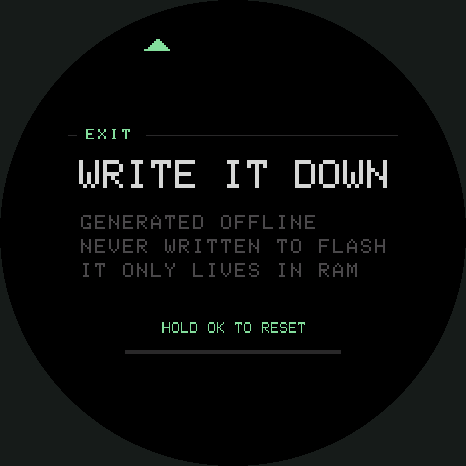 EXIT
WRITE IT DOWN
GENERATED OFFLINE
NEVER WRITTEN TO FLASH
IT ONLY LIVES IN RAM
HOLD OK TO RESET